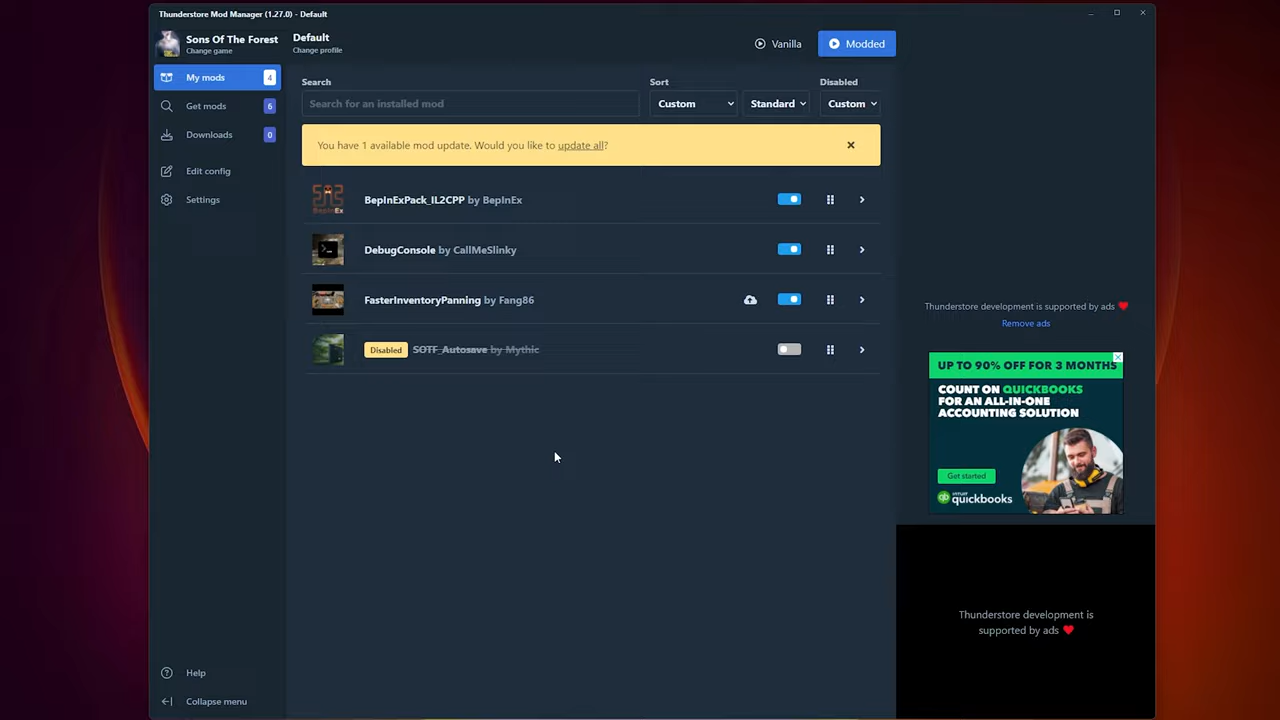 Thunderstore Mod Manager (1.27.0) - Default
Sons Of The Forest
Change game
Default
Change profile
Vanilla
Modded
My mods 4
Get mods 6
Downloads 0
Edit config
Settings
Search
Search for an installed mod
Sort
Custom
Standard
Disabled
Custom
You have 1 available mod update. Would you like to update all?
BepInExPack_IL2CPP by BepInEx
DebugConsole by CallMeSlinky
FasterInventoryPanning by Fang86
Disabled SOTF_Autosave by Mythic
Thunderstore development is supported by ads
Remove ads
UP TO 90% OFF FOR 3 MONTHS
COUNT ON QUICKBOOKS
FOR AN ALL-IN-ONE
ACCOUNTING SOLUTION
Get started
INTUIT
quickbooks
Thunderstore development is
supported by ads
Help
Collapse menu